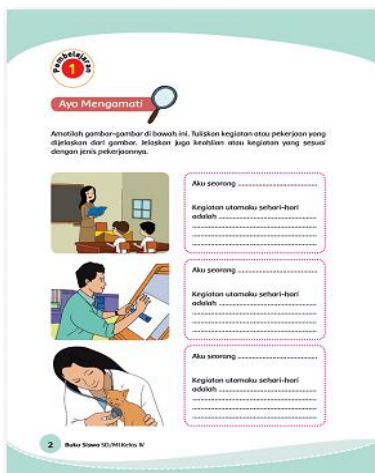 Pembelajaran
1
Ayo Mengamati
Amatilah gambar-gambar di bawah ini. Tuliskan kegiatan atau pekerjaan yang
dijelaskan dari gambar. Jelaskan juga keahlian atau kegiatan yang sesuai
dengan jenis pekerjaannya.
Aku seorang
Kegiatan utamaku sehari-hari
adalah
Aku seorang
Kegiatan utamaku sehari-hari
adalah
Aku seorang
Kegiatan utamaku sehari-hari
adalah
2 Buku Siswa SD/MI Kelas IV